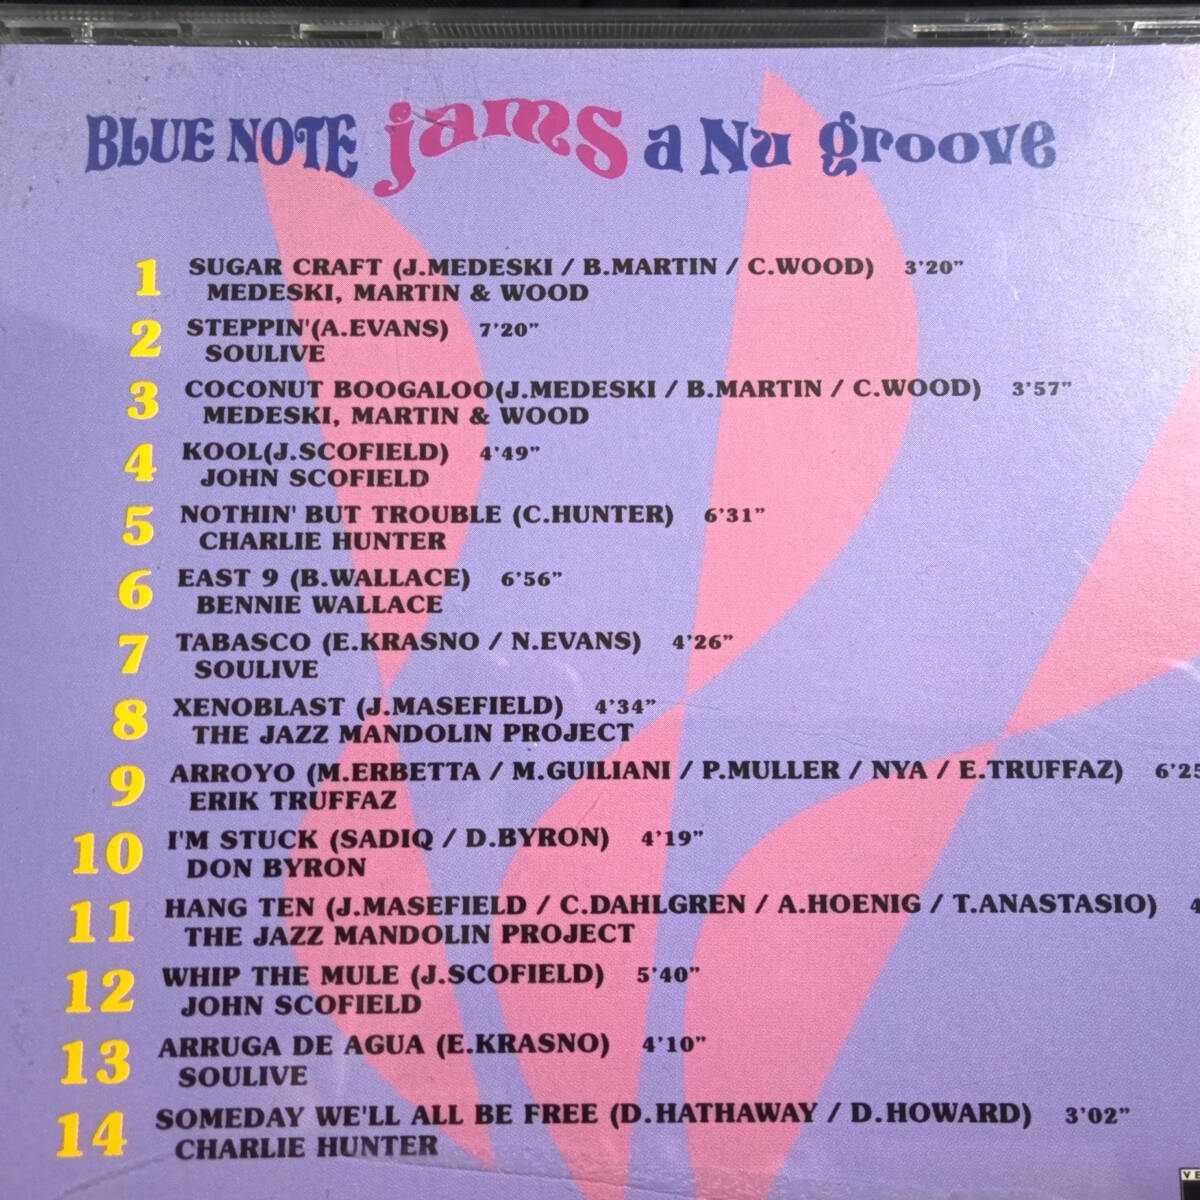 BLUE NOTE jams a Nu groove
1 SUGAR CRAFT (J.MEDESKI / B.MARTIN / C.WOOD) 3'20”
MEDESKI, MARTIN & WOOD
2 STEPPIN'(A.EVANS) 7'20”
SOULIVE
3 COCONUT BOOGALOO(J.MEDESKI / B.MARTIN / C.WOOD) 3'57”
MEDESKI, MARTIN & WOOD
4 KOOL(J.SCOFIELD) 4'49”
JOHN SCOFIELD
5 NOTHIN' BUT TROUBLE (C.HUNTER) 6'31”
CHARLIE HUNTER
6 EAST 9 (B.WALLACE) 6'56”
BENNIE WALLACE
7 TABASCO (E.KRASNO / N.EVANS) 4'26”
SOULIVE
8 XENOBLAST (J.MASEFIELD) 4'34”
THE JAZZ MANDOLIN PROJECT
9 ARROYO (M.ERBETTA / M.GUILIANI / P.MULLER / NYA / E.TRUFFAZ) 6'25
ERIK TRUFFAZ
10 I'M STUCK (SADIQ / D.BYRON) 4'19”
DON BYRON
11 HANG TEN (J.MASEFIELD / C.DAHLGREN / A.HOENIG / T.ANASTASIO) 4
THE JAZZ MANDOLIN PROJECT
12 WHIP THE MULE (J.SCOFIELD) 5'40”
JOHN SCOFIELD
13 ARRUGA DE AGUA (E.KRASNO) 4'10”
SOULIVE
14 SOMEDAY WE'LL ALL BE FREE (D.HATHAWAY / D.HOWARD) 3'02”
CHARLIE HUNTER